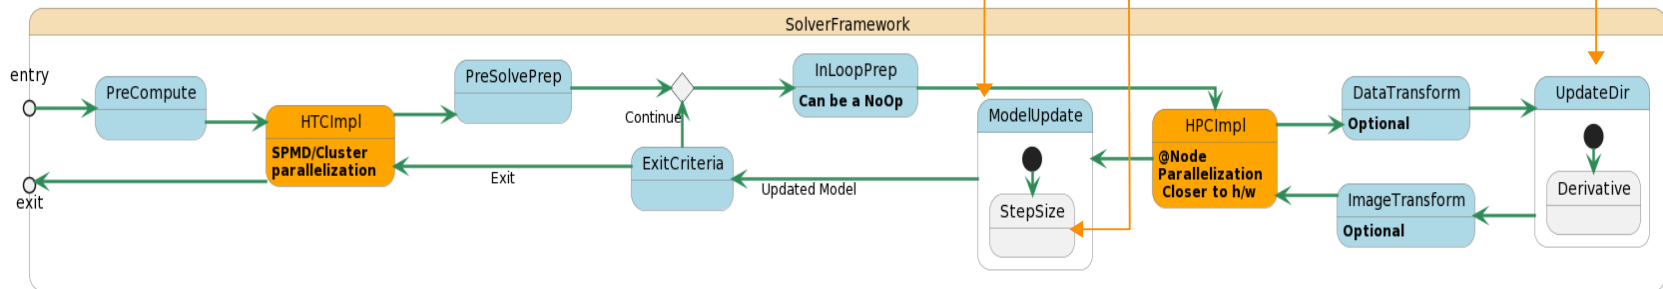 SolverFramework
entry
PreCompute
HTCImpl
SPMD/Cluster
parallelization
PreSolvePrep
Continue
InLoopPrep
Can be a NoOp
ModelUpdate
StepSize
HPCImpl
@Node
Parallelization
Closer to h/w
DataTransform
Optional
UpdateDir
Derivative
ImageTransform
Optional
ExitCriteria
Updated Model
Exit
exit